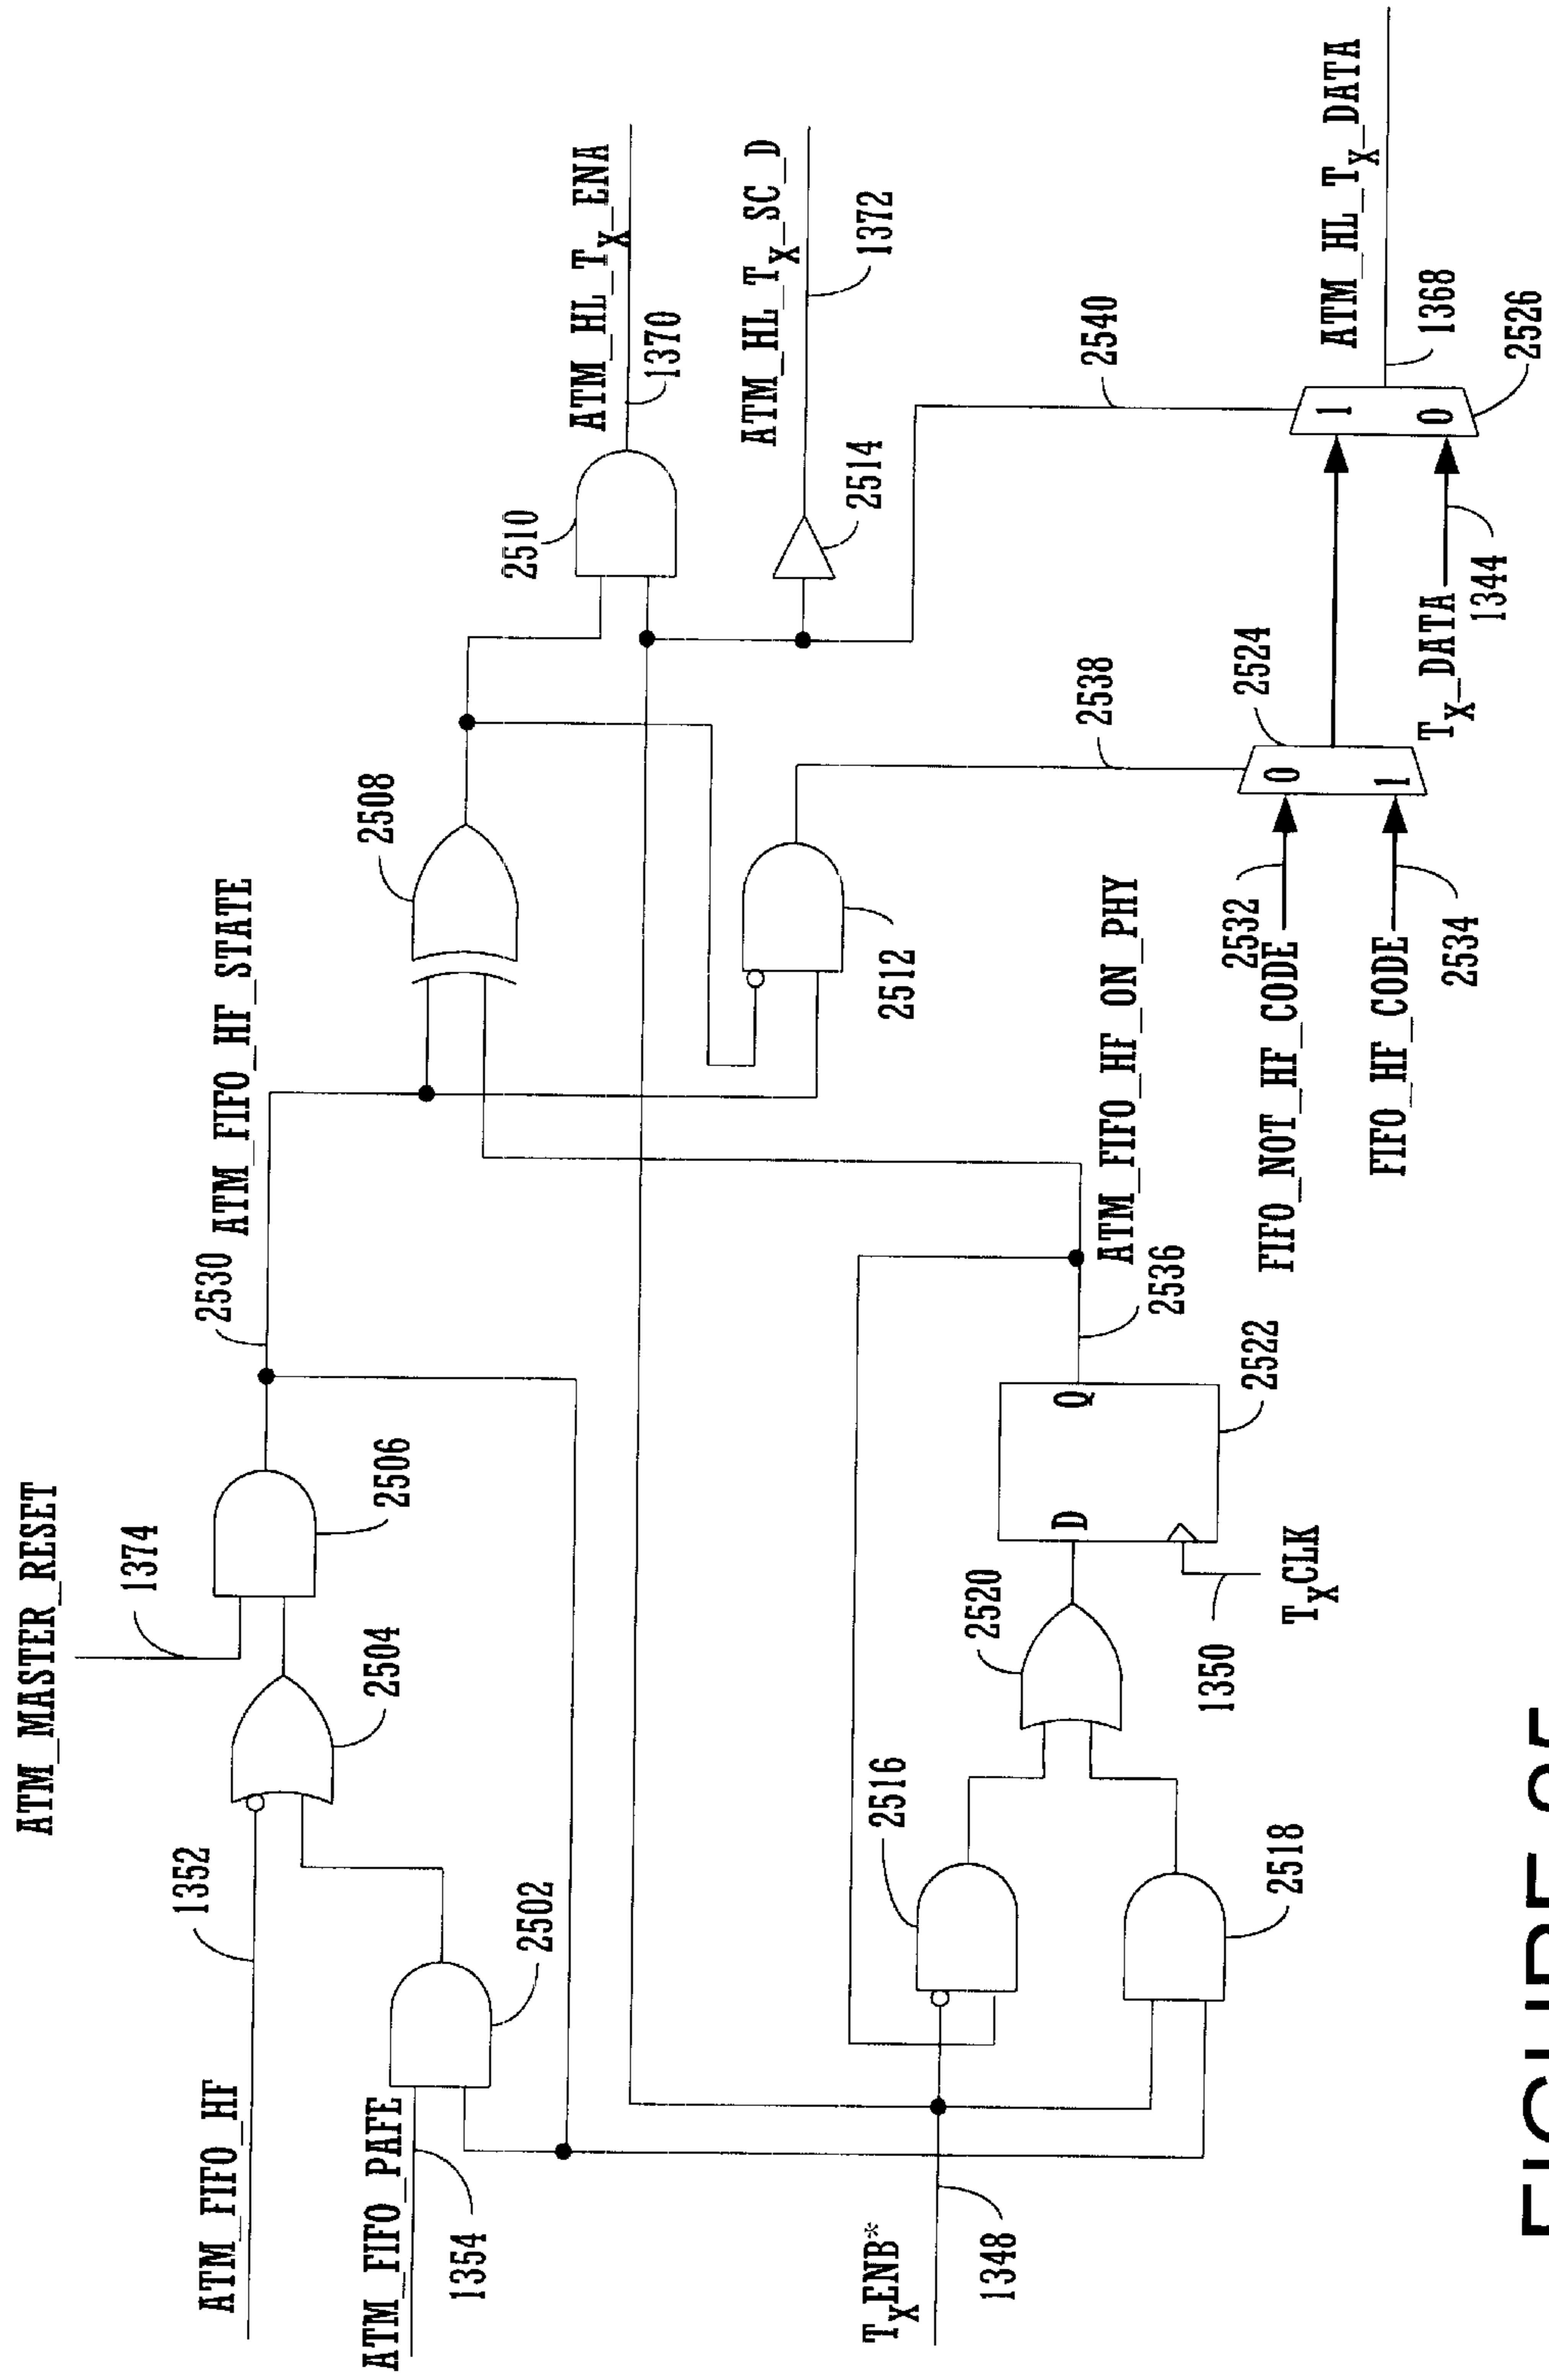 ATM_MASTER_RESET
1374
ATM_FIFO_HF
1352
2504
2506
2530
ATM_FIFO_HF_STATE
2508
ATM_FIFO_PAFE
1354
2502
2510
ATM_HL_TX_ENA
1370
ATM_HL_TX_SC_D
1372
2514
2512
TXENB*
1348
2516
2518
2520
D
Q
2522
1350
TXCLK
2536
ATM_FIFO_HF_ON_PHY
2538
2540
FIFO_NOT_HF_CODE
2532
FIFO_HF_CODE
2534
0
1
2524
TX_DATA
1344
1
0
2526
1368
ATM_HL_TX_DATA